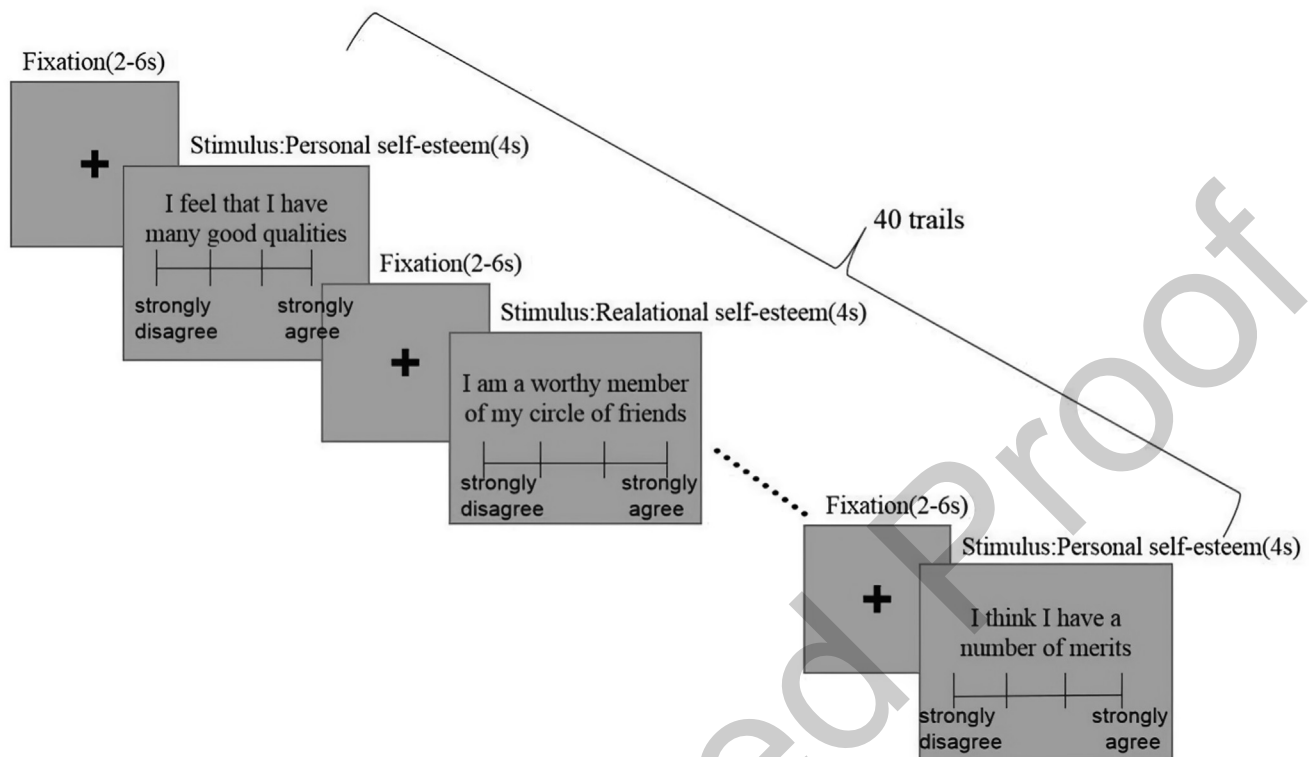 Fixation(2-6s)
Stimulus:Personal self-esteem(4s)
I feel that I have
many good qualities
strongly
disagree
strongly
agree
Fixation(2-6s)
Stimulus:Realational self-esteem(4s)
I am a worthy member
of my circle of friends
strongly
disagree
strongly
agree
40 trails
Fixation(2-6s)
Stimulus:Personal self-esteem(4s)
I think I have a
number of merits
strongly
disagree
strongly
agree
ed Proof